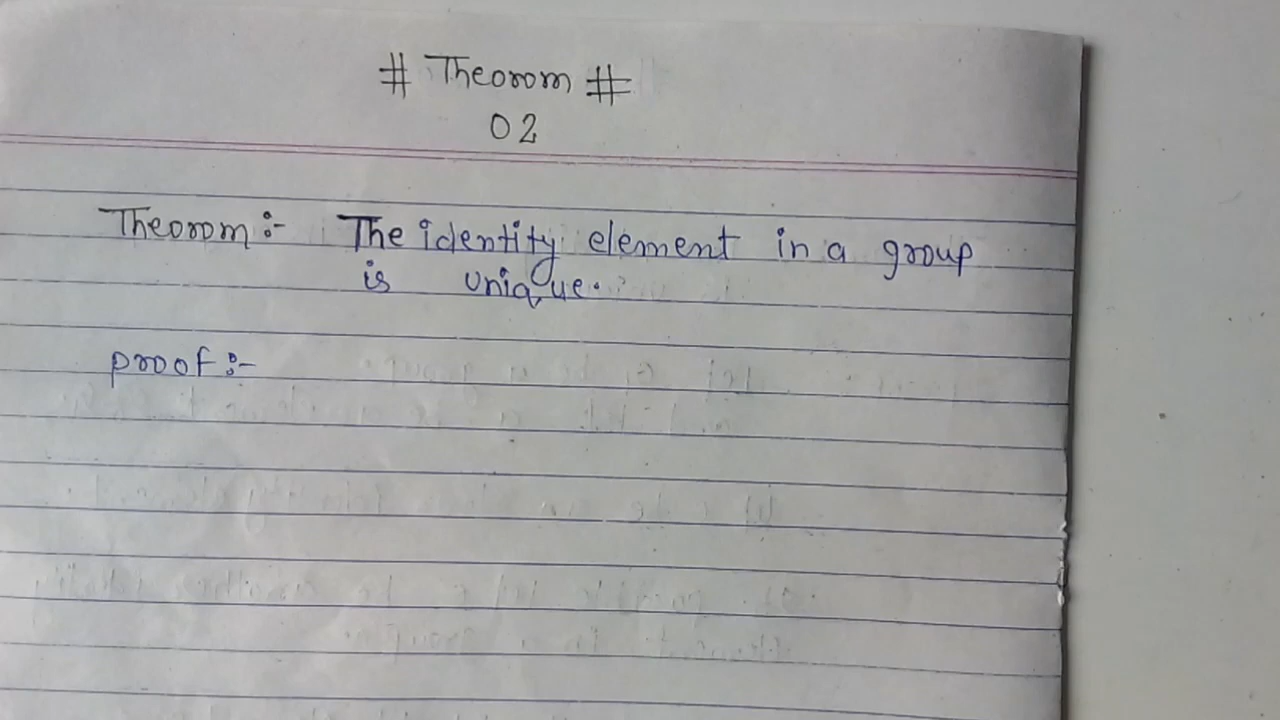 # Theorom #
02
Theorom:- The identity element in a group
is unique.
proof:-